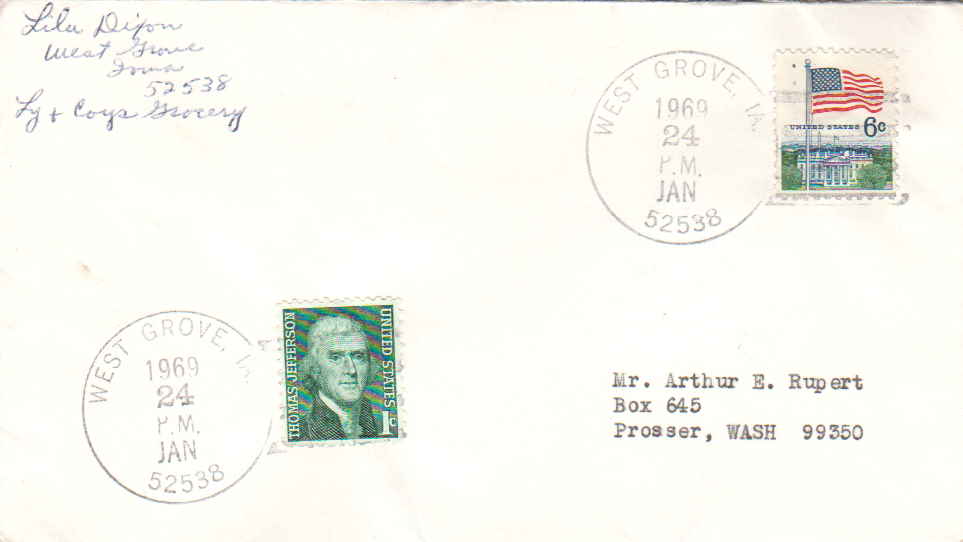 Lila Dixon
West Grove
Iowa
52538
Ly + Coys Grocery
WEST GROVE, IA.
1969
24
P.M.
JAN
52538
UNITED STATES 6c
WEST GROVE, IA.
1969
24
P.M.
JAN
52538
THOMAS JEFFERSON
UNITED STATES
1c
Mr. Arthur E. Rupert
Box 645
Prosser, WASH 99350